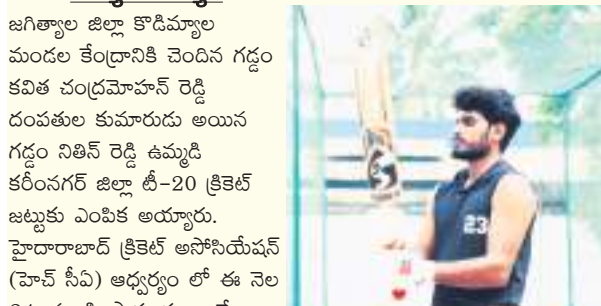 జగిత్యాల జిల్లా కొడిమ్యాల
మండల కేంద్రానికి చెందిన గడ్డం
కవిత చంద్రమోహన్ రెడ్డి
దంపతుల కుమారుడు అయిన
గడ్డం నితిన్ రెడ్డి ఉమ్మడి
కరీంనగర్ జిల్లా టీ-20 క్రికెట్
జట్టుకు ఎంపిక అయ్యారు.
హైదారాబాద్ క్రికెట్ అసోసియేషన్
(హెచ్ సీఏ) ఆధ్వర్యం లో ఈ నెల
23